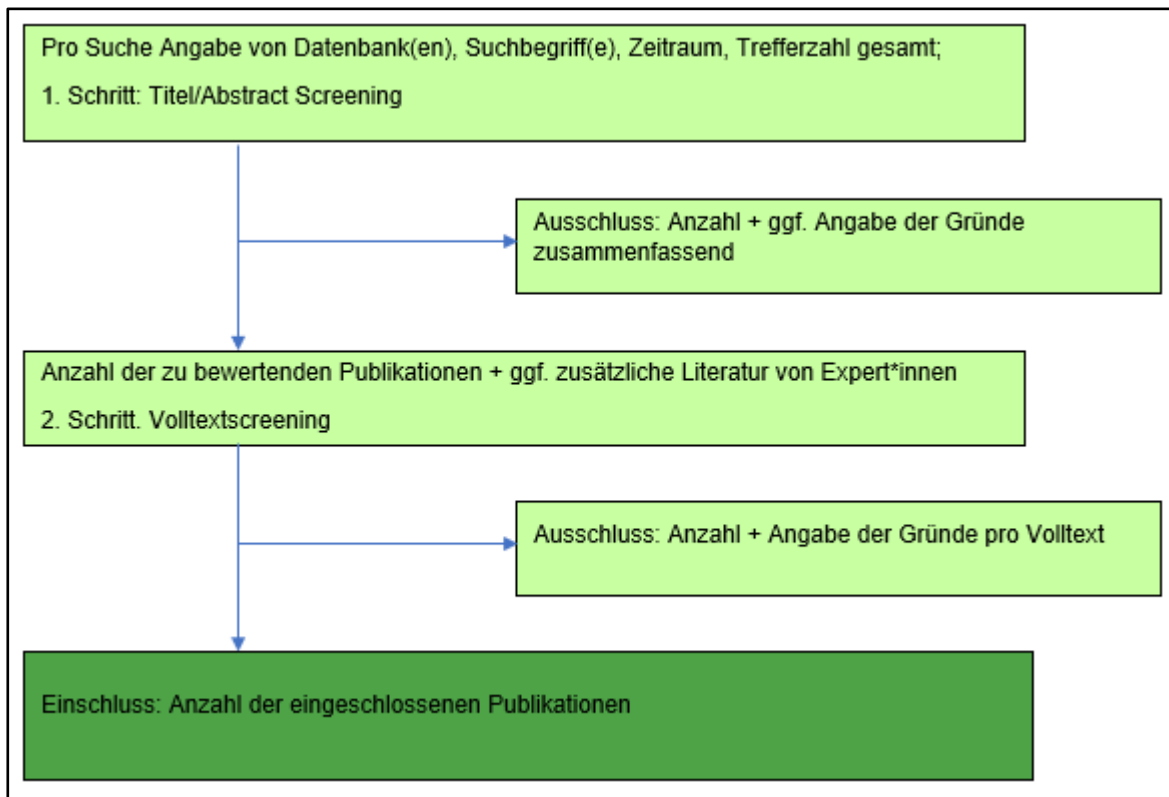 Pro Suche Angabe von Datenbank(en), Suchbegriff(e), Zeitraum, Trefferzahl gesamt;
1. Schritt: Titel/Abstract Screening
Ausschluss: Anzahl + ggf. Angabe der Gründe
zusammenfassend
Anzahl der zu bewertenden Publikationen + ggf. zusätzliche Literatur von Expert*innen
2. Schritt. Volltextscreening
Ausschluss: Anzahl + Angabe der Gründe pro Volltext
Einschluss: Anzahl der eingeschlossenen Publikationen